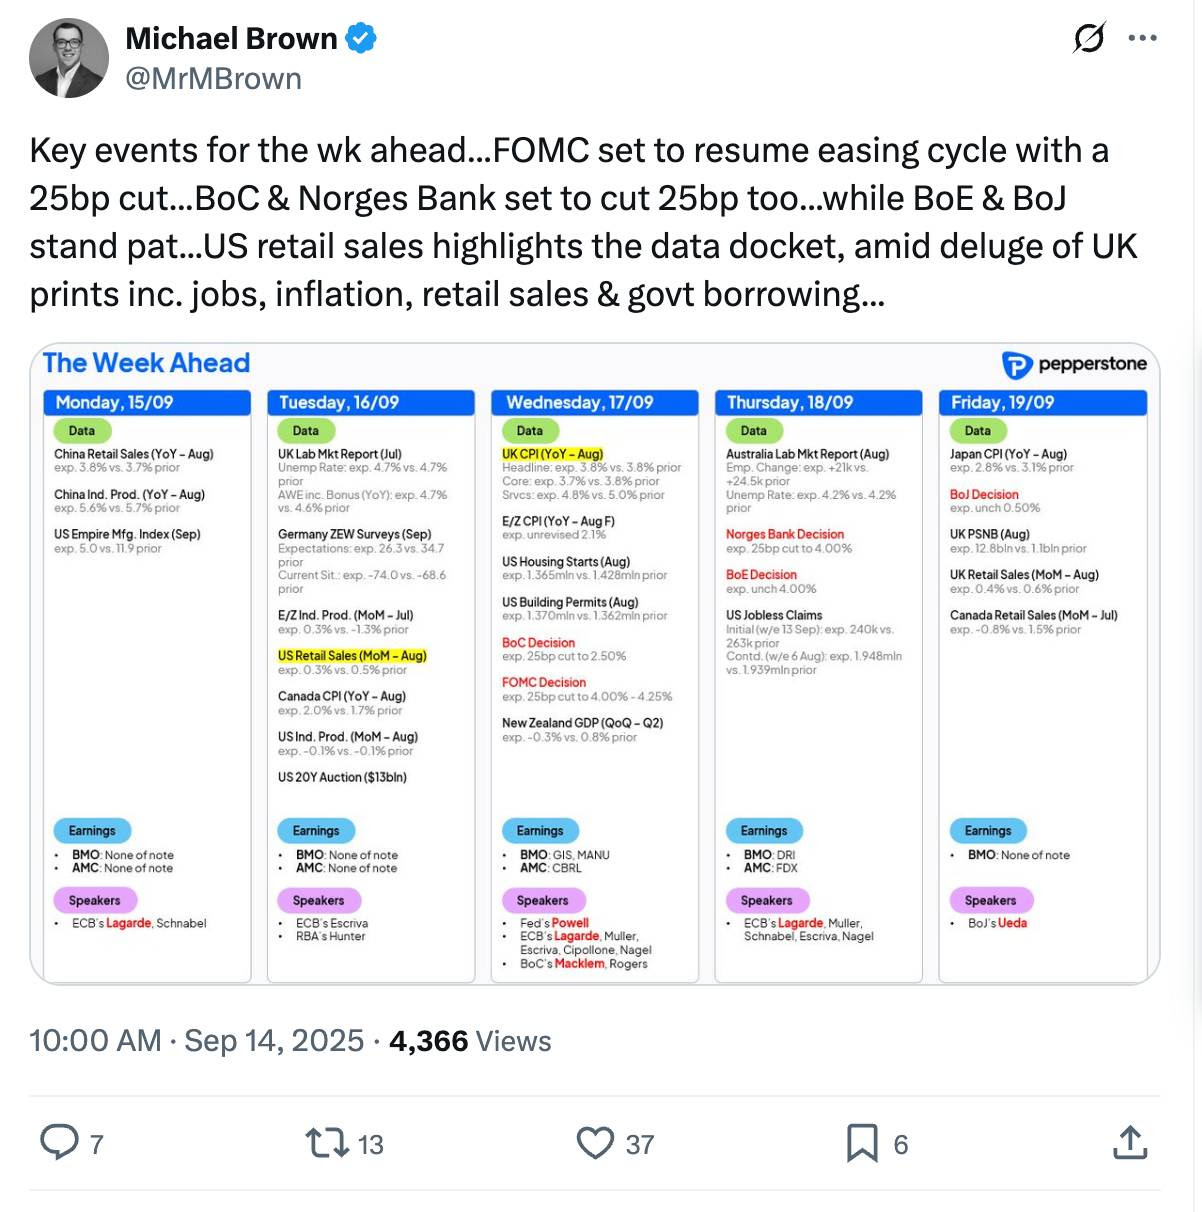 Michael Brown
@MrMBrown
Key events for the wk ahead...FOMC set to resume easing cycle with a
25bp cut...BoC & Norges Bank set to cut 25bp too...while BoE & BoJ
stand pat...US retail sales highlights the data docket, amid deluge of UK
prints inc. jobs, inflation, retail sales & govt borrowing...
The Week Ahead
pepperstone
Monday, 15/09
Data
China Retail Sales (YoY – Aug)
exp. 3.8% vs. 3.7% prior
China Ind. Prod. (YoY – Aug)
exp. 5.6% vs. 5.7% prior
US Empire Mfg. Index (Sep)
exp. 5.0 vs. 11.9 prior
Earnings
• BMO: None of note
• AMC: None of note
Speakers
• ECB's Lagarde, Schnabel
Tuesday, 16/09
Data
UK Lab Mkt Report (Jul)
Unemp Rate: exp. 4.7% vs. 4.7%
prior
AWE inc. Bonus (YoY): exp. 4.7%
vs. 4.6% prior
Germany ZEW Surveys (Sep)
Expectations: exp. 26.3 vs. 34.7
prior
Current Sit.: exp. -74.0 vs. -68.6
prior
E/Z Ind. Prod. (MoM – Jul)
exp. 0.3% vs. -1.3% prior
US Retail Sales (MoM – Aug)
exp. 0.3% vs. 0.5% prior
Canada CPI (YoY – Aug)
exp. 2.0% vs. 1.7% prior
US Ind. Prod. (MoM – Aug)
exp. -0.1% vs. -0.1% prior
US 20Y Auction ($13bln)
Earnings
• BMO: None of note
• AMC: None of note
Speakers
• ECB's Escriva
• RBA's Hunter
Wednesday, 17/09
Data
UK CPI (YoY – Aug)
Headline: exp. 3.8% vs. 3.8% prior
Core: exp. 3.7% vs. 3.8% prior
Srvcs: exp. 4.8% vs. 5.0% prior
E/Z CPI (YoY – Aug F)
exp. unrevised 2.1%
US Housing Starts (Aug)
exp. 1.365mln vs. 1.428mln prior
US Building Permits (Aug)
exp. 1.370mln vs. 1.362mln prior
BoC Decision
exp. 25bp cut to 2.50%
FOMC Decision
exp. 25bp cut to 4.00% - 4.25%
New Zealand GDP (QoQ – Q2)
exp. -0.3% vs. 0.8% prior
Earnings
• BMO: GIS, MANU
• AMC: CBRL
Speakers
• Fed's Powell
• ECB's Lagarde, Muller,
Escriva, Cipollone, Nagel
• BoC's Macklem, Rogers
Thursday, 18/09
Data
Australia Lab Mkt Report (Aug)
Emp. Change: exp. +21k vs.
+24.5k prior
Unemp Rate: exp. 4.2% vs. 4.2%
prior
Norges Bank Decision
exp. 25bp cut to 4.00%
BoE Decision
exp. unch 4.00%
US Jobless Claims
Initial (w/e 13 Sep): exp. 240k vs.
263k prior
Contd. (w/e 6 Aug): exp. 1.948mln
vs. 1.939mln prior
Earnings
• BMO: DRI
• AMC: FDX
Speakers
• ECB's Lagarde, Muller,
Schnabel, Escriva, Nagel
Friday, 19/09
Data
Japan CPI (YoY – Aug)
exp. 2.8% vs. 3.1% prior
BoJ Decision
exp. unch 0.50%
UK PSNB (Aug)
exp. 12.8bln vs. 1.1bln prior
UK Retail Sales (MoM – Aug)
exp. 0.4% vs. 0.6% prior
Canada Retail Sales (MoM – Jul)
exp. -0.8% vs. 1.5% prior
Earnings
• BMO: None of note
Speakers
• BoJ's Ueda
10:00 AM · Sep 14, 2025 · 4,366 Views
7
13
37
6